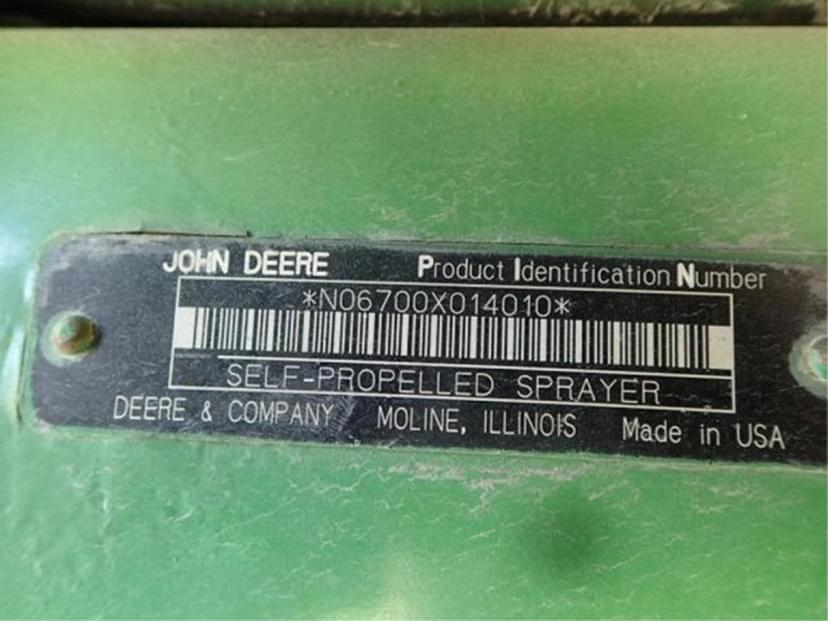 JOHN DEERE Product Identification Number
*N06700X014010*
SELF-PROPELLED SPRAYER
DEERE & COMPANY MOLINE, ILLINOIS Made in USA